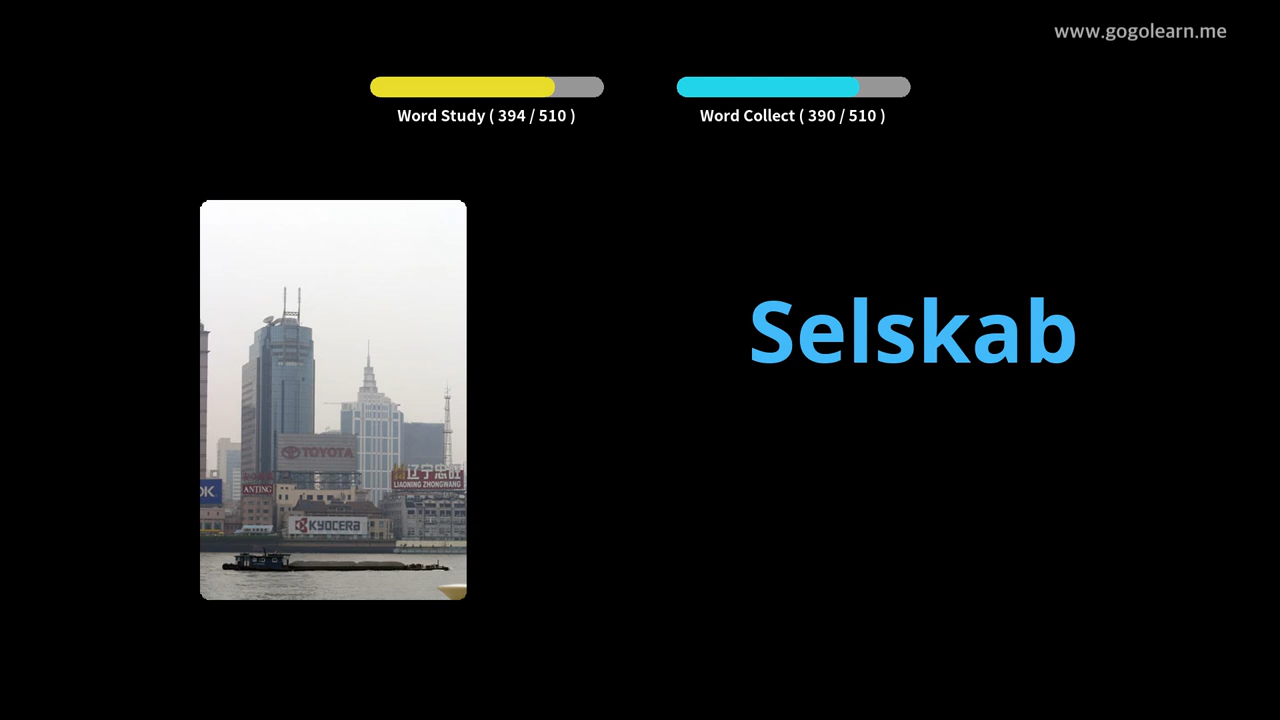 www.gogolearn.me
Word Study ( 394 / 510 )
Word Collect ( 390 / 510 )
Selskab
TOYOTA
辽宁忠旺
LIAONING ZHONGWANG
OK
ANTING
KYOCERA